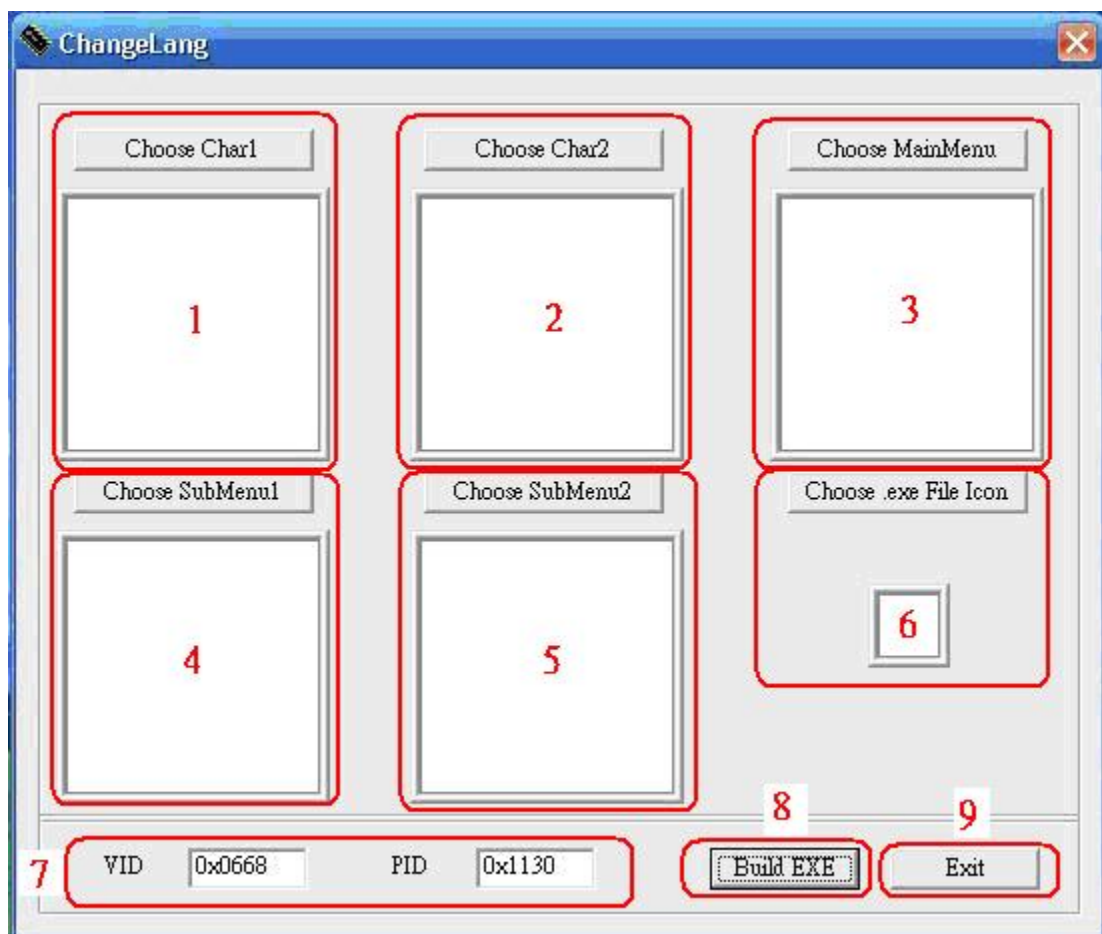 ChangeLang
Choose Char1
Choose Char2
Choose MainMenu
1
2
3
Choose SubMenu1
Choose SubMenu2
Choose .exe File Icon
4
5
6
7
VID
0x0668
PID
0x1130
8
Build EXE
9
Exit